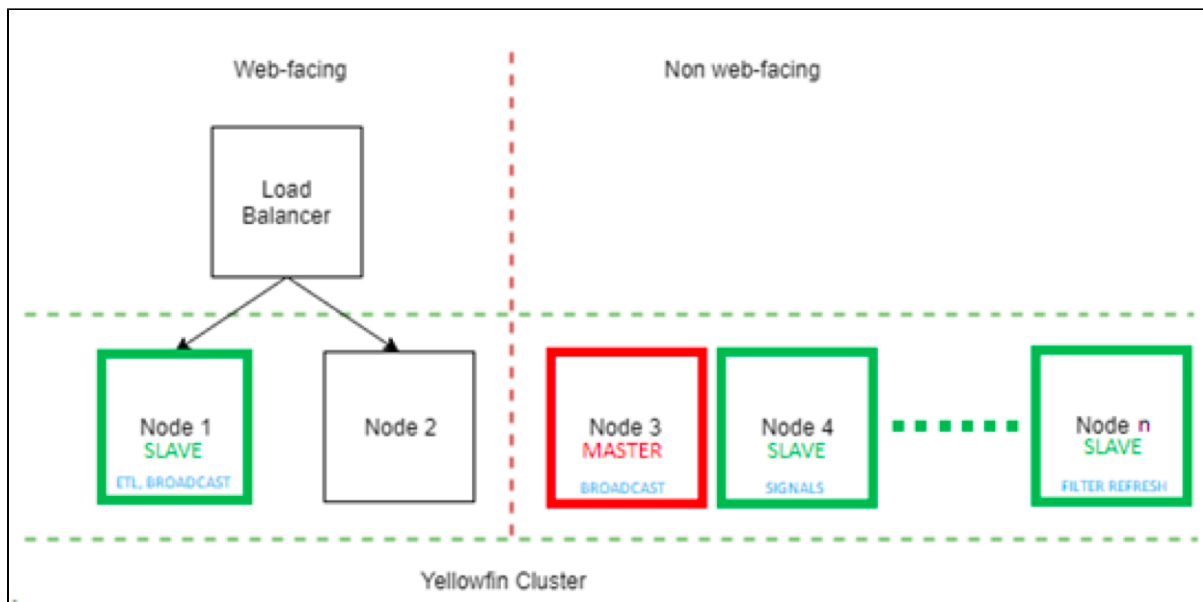 Web-facing
Non web-facing
Load
Balancer
Node 1
SLAVE
ETL, BROADCAST
Node 2
Node 3
MASTER
BROADCAST
Node 4
SLAVE
SIGNALS
Node n
SLAVE
FILTER REFRESH
Yellowfin Cluster